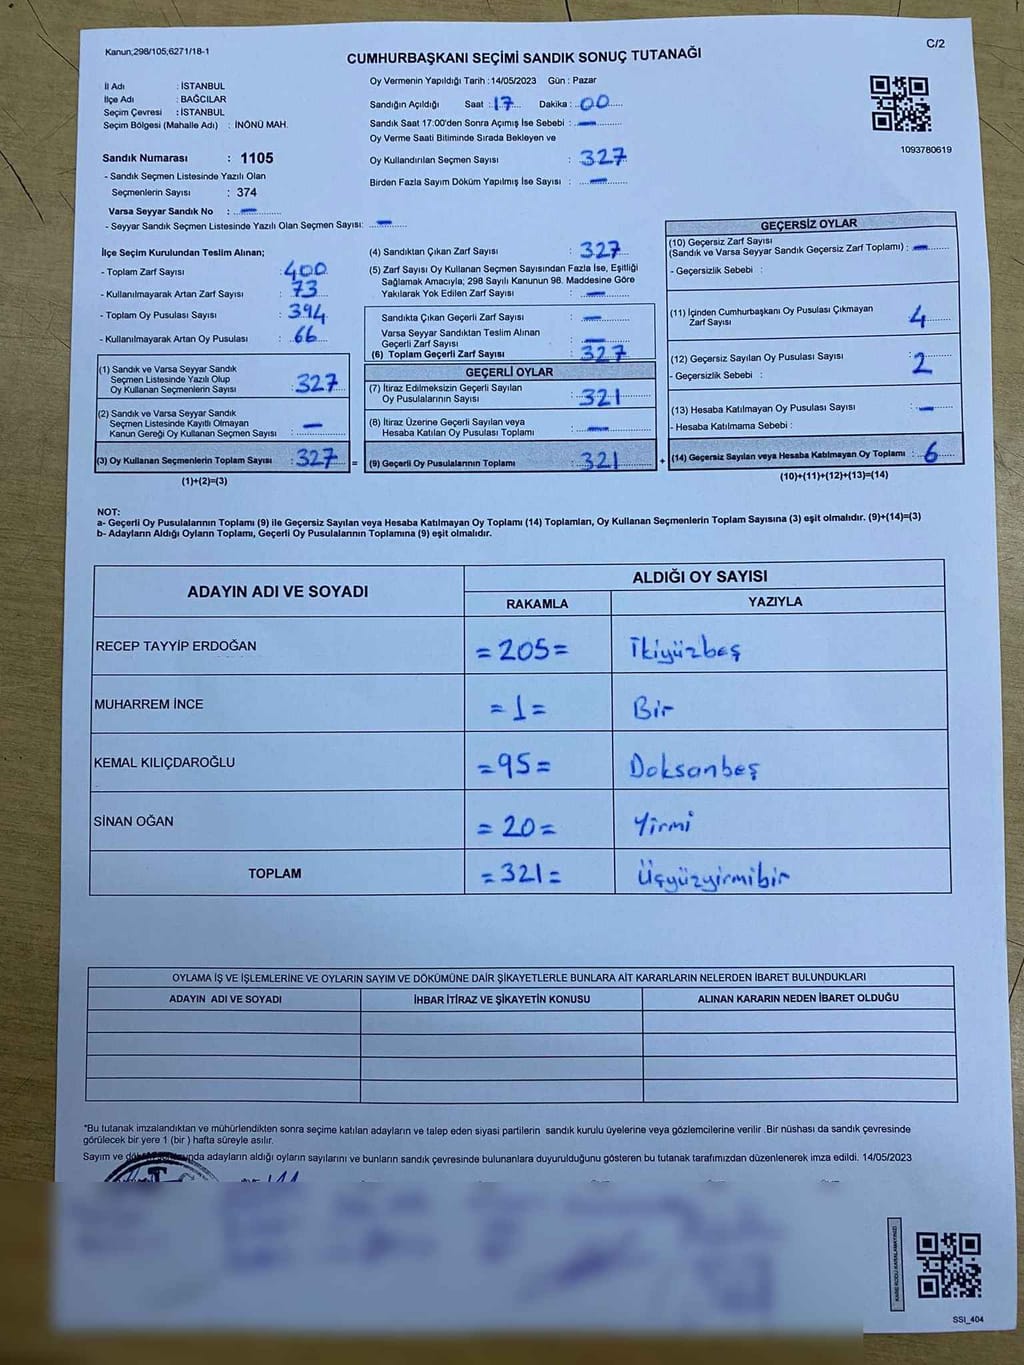 Kanun,298/105,6271/18-1
C/2
CUMHURBAŞKANI SEÇİMİ SANDIK SONUÇ TUTANAĞI
İl Adı : İSTANBUL
İlçe Adı : BAĞCILAR
Seçim Çevresi : İSTANBUL
Seçim Bölgesi (Mahalle Adı) : İNÖNÜ MAH.
Sandık Numarası : 1105
- Sandık Seçmen Listesinde Yazılı Olan
Seçmenlerin Sayısı : 374
Varsa Seyyar Sandık No : —
- Seyyar Sandık Seçmen Listesinde Yazılı Olan Seçmen Sayısı: —
Oy Vermenin Yapıldığı Tarih :14/05/2023 Gün : Pazar
Sandığın Açıldığı Saat : 17 Dakika : 00
Sandık Saat 17:00'den Sonra Açımış İse Sebebi : —
Oy Verme Saati Bitiminde Sırada Bekleyen ve
Oy Kullandırılan Seçmen Sayısı : 327
Birden Fazla Sayım Döküm Yapılmış İse Sayısı : —
1093780619
İlçe Seçim Kurulundan Teslim Alınan;
- Toplam Zarf Sayısı : 400
- Kullanılmayarak Artan Zarf Sayısı : 73
- Toplam Oy Pusulası Sayısı : 394
- Kullanılmayarak Artan Oy Pusulası : 66
(1) Sandık ve Varsa Seyyar Sandık
Seçmen Listesinde Yazılı Olup
Oy Kullanan Seçmenlerin Sayısı : 327
(2) Sandık ve Varsa Seyyar Sandık
Seçmen Listesinde Kayıtlı Olmayan
Kanun Gereği Oy Kullanan Seçmen Sayısı : —
(3) Oy Kullanan Seçmenlerin Toplam Sayısı : 327
(1)+(2)=(3)
=
(4) Sandıktan Çıkan Zarf Sayısı : 327
(5) Zarf Sayısı Oy Kullanan Seçmen Sayısından Fazla İse, Eşitliği
Sağlamak Amacıyla; 298 Sayılı Kanunun 98. Maddesine Göre
Yakılarak Yok Edilen Zarf Sayısı : —
Sandıkta Çıkan Geçerli Zarf Sayısı : —
Varsa Seyyar Sandıktan Teslim Alınan
Geçerli Zarf Sayısı : —
(6) Toplam Geçerli Zarf Sayısı : 327
GEÇERLİ OYLAR
(7) İtiraz Edilmeksizin Geçerli Sayılan
Oy Pusulalarının Sayısı : 321
(8) İtiraz Üzerine Geçerli Sayılan veya
Hesaba Katılan Oy Pusulası Toplamı : —
(9) Geçerli Oy Pusulalarının Toplamı : 321
+
GEÇERSİZ OYLAR
(10) Geçersiz Zarf Sayısı
(Sandık ve Varsa Seyyar Sandık Geçersiz Zarf Toplamı) : —
- Geçersizlik Sebebi :
(11) İçinden Cumhurbaşkanı Oy Pusulası Çıkmayan
Zarf Sayısı : 4
(12) Geçersiz Sayılan Oy Pusulası Sayısı : 2
- Geçersizlik Sebebi :
(13) Hesaba Katılmayan Oy Pusulası Sayısı : —
- Hesaba Katılmama Sebebi :
(14) Geçersiz Sayılan veya Hesaba Katılmayan Oy Toplamı : 6
(10)+(11)+(12)+(13)=(14)
NOT:
a- Geçerli Oy Pusulalarının Toplamı (9) ile Geçersiz Sayılan veya Hesaba Katılmayan Oy Toplamı (14) Toplamları, Oy Kullanan Seçmenlerin Toplam Sayısına (3) eşit olmalıdır. (9)+(14)=(3)
b- Adayların Aldığı Oyların Toplamı, Geçerli Oy Pusulalarının Toplamına (9) eşit olmalıdır.
ADAYIN ADI VE SOYADI
ALDIĞI OY SAYISI
RAKAMLA YAZIYLA
RECEP TAYYİP ERDOĞAN =205= İkiyüzbeş
MUHARREM İNCE =1= Bir
KEMAL KILIÇDAROĞLU =95= Doksanbeş
SİNAN OĞAN =20= Yirmi
TOPLAM =321= Üçyüzyirmibir
OYLAMA İŞ VE İŞLEMLERİNE VE OYLARIN SAYIM VE DÖKÜMÜNE DAİR ŞİKAYETLERLE BUNLARA AİT KARARLARIN NELERDEN İBARET BULUNDUKLARI
ADAYIN ADI VE SOYADI İHBAR İTİRAZ VE ŞİKAYETİN KONUSU ALINAN KARARIN NEDEN İBARET OLDUĞU
*Bu tutanak imzalandıktan ve mühürlendikten sonra seçime katılan adayların ve talep eden siyasi partilerin sandık kurulu üyelerine veya gözlemcilerine verilir .Bir nüshası da sandık çevresinde
görülecek bir yere 1 (bir ) hafta süreyle asılır.
Sayım ve adayların aldığı oyların sayılarını ve bunların sandık çevresinde bulunanlara duyurulduğunu gösteren bu tutanak tarafımızdan düzenlenerek imza edildi. 14/05/2023
SSI_404